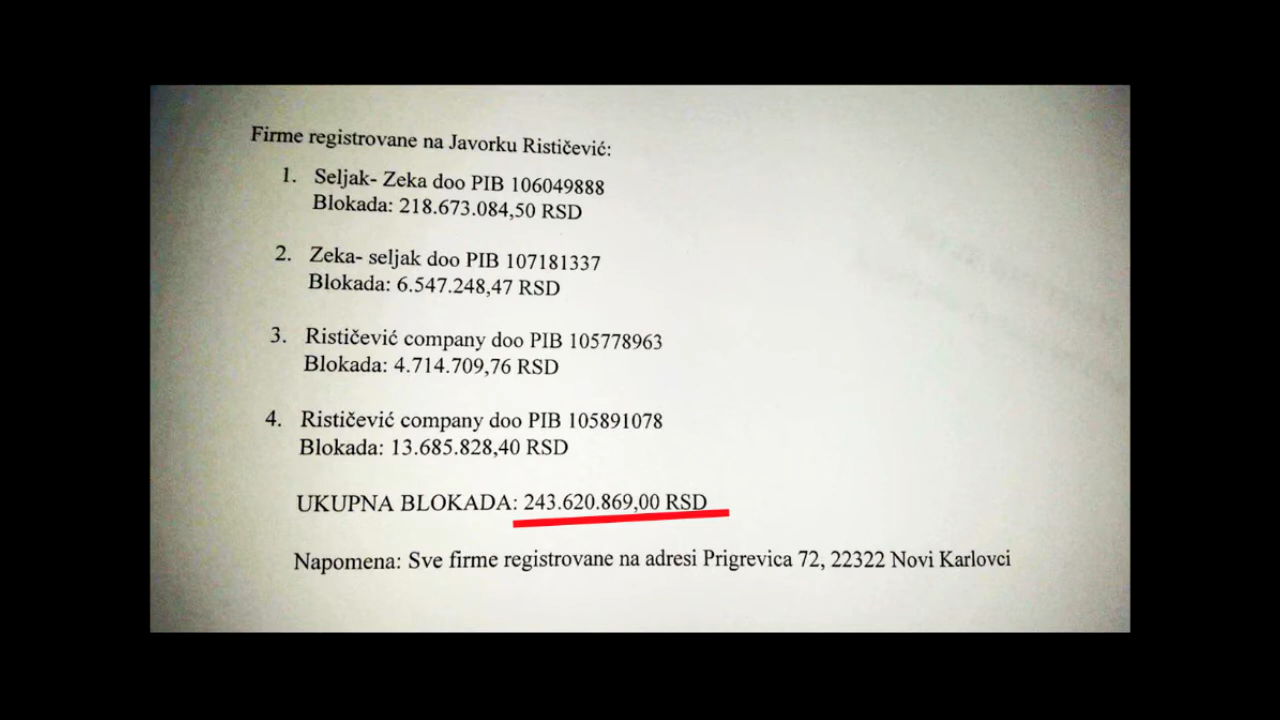 Firme registrovane na Javorku Rističević:
1. Seljak- Zeka doo PIB 106049888
Blokada: 218.673.084,50 RSD
2. Zeka- seljak doo PIB 107181337
Blokada: 6.547.248,47 RSD
3. Rističević company doo PIB 105778963
Blokada: 4.714.709,76 RSD
4. Rističević company doo PIB 105891078
Blokada: 13.685.828,40 RSD
UKUPNA BLOKADA: 243.620.869,00 RSD
Napomena: Sve firme registrovane na adresi Prigrevica 72, 22322 Novi Karlovci